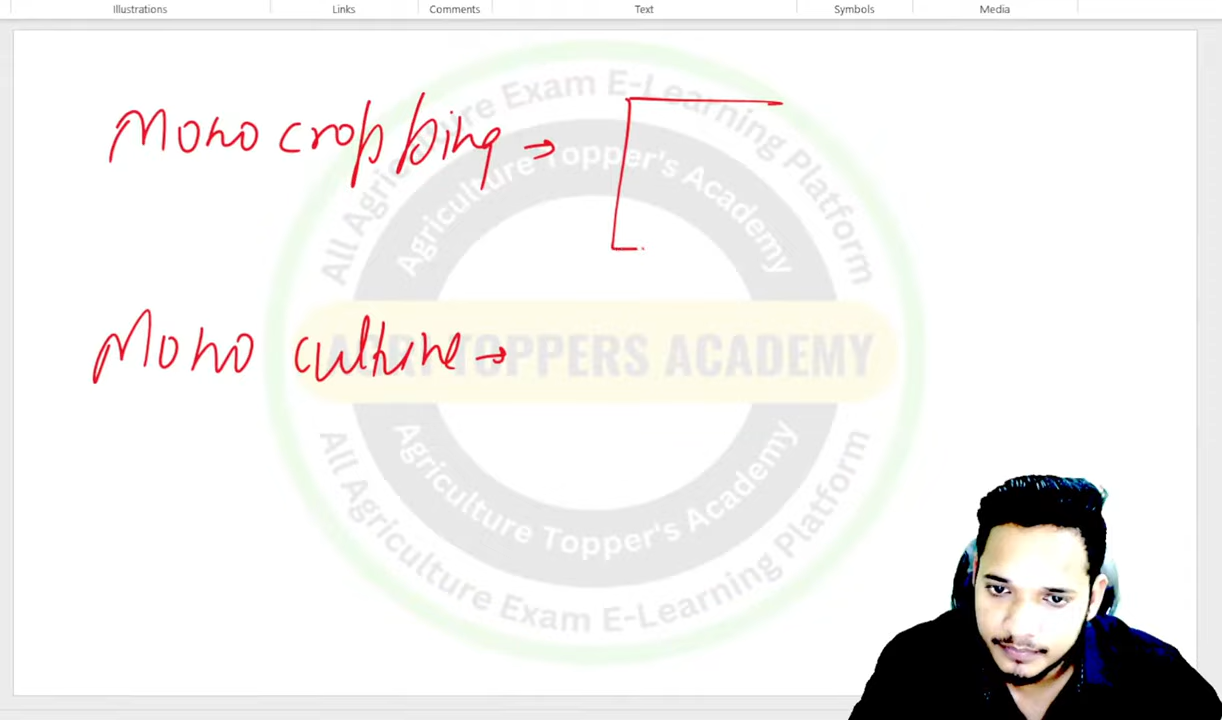 Illustrations Links Comments Text Symbols Media
Mono cropping →
Mono culture →
All Agriculture Exam E-Learning Platform
Agriculture Topper's Academy
AGRI TOPPERS ACADEMY
Agriculture Topper's Academy
All Agriculture Exam E-Learning Platform